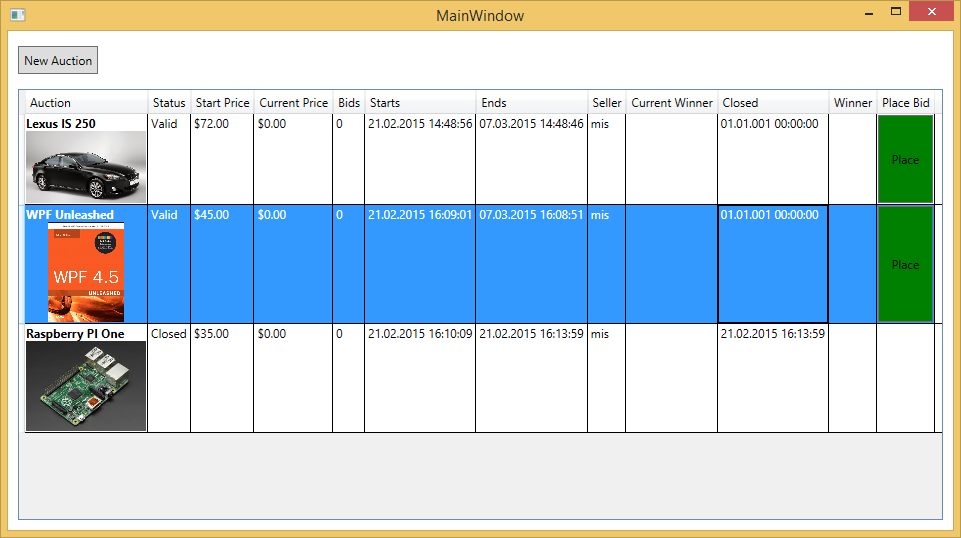 MainWindow
New Auction
Auction Status Start Price Current Price Bids Starts Ends Seller Current Winner Closed Winner Place Bid
Lexus IS 250 Valid $72.00 $0.00 0 21.02.2015 14:48:56 07.03.2015 14:48:46 mis 01.01.001 00:00:00
Place
WPF Unleashed Valid $45.00 $0.00 0 21.02.2015 16:09:01 07.03.2015 16:08:51 mis 01.01.001 00:00:00
WPF 4.5
UNLEASHED
Place
Raspberry PI One Closed $35.00 $0.00 0 21.02.2015 16:10:09 21.02.2015 16:13:59 mis 21.02.2015 16:13:59